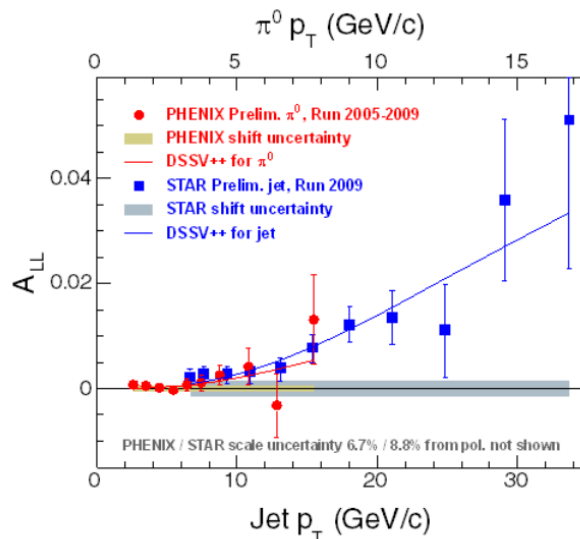 π⁰ p_T (GeV/c)
0 5 10 15
PHENIX Prelim. π⁰, Run 2005-2009
PHENIX shift uncertainty
DSSV++ for π⁰
STAR Prelim. jet, Run 2009
STAR shift uncertainty
DSSV++ for jet
A_LL
0.04
0.02
0
PHENIX / STAR scale uncertainty 6.7% / 8.8% from pol. not shown
0 10 20 30
Jet p_T (GeV/c)